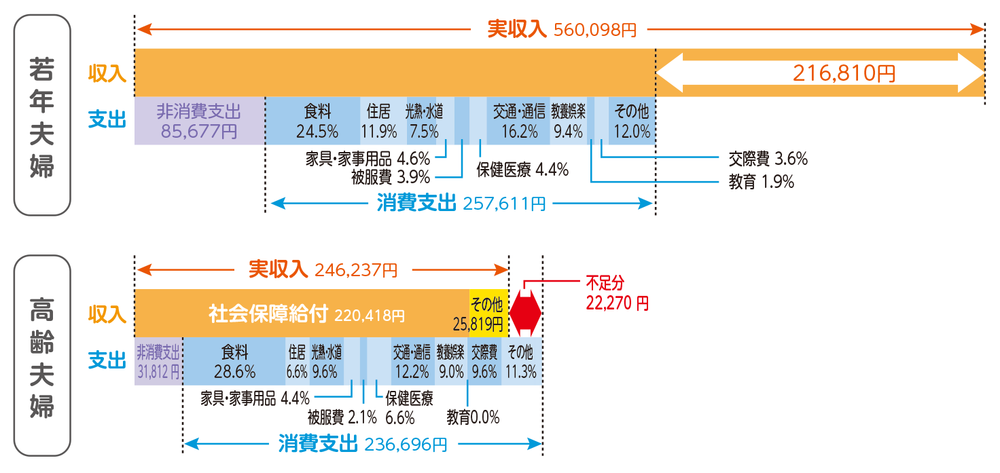 若年夫婦
実収入 560,098円
収入
216,810円
支出
非消費支出
85,677円
食料
24.5%
住居
11.9%
光熱・水道
7.5%
交通・通信
16.2%
教養娯楽
9.4%
その他
12.0%
家具・家事用品 4.6%
被服費 3.9%
保健医療 4.4%
交際費 3.6%
教育 1.9%
消費支出 257,611円
高齢夫婦
実収入 246,237円
不足分
22,270 円
収入
社会保障給付 220,418円
その他
25,819円
支出
非消費支出
31,812 円
食料
28.6%
住居
6.6%
光熱・水道
9.6%
交通・通信
12.2%
教養娯楽
9.0%
交際費
9.6%
その他
11.3%
家具・家事用品 4.4%
被服費 2.1%
保健医療
6.6%
教育0.0%
消費支出 236,696円